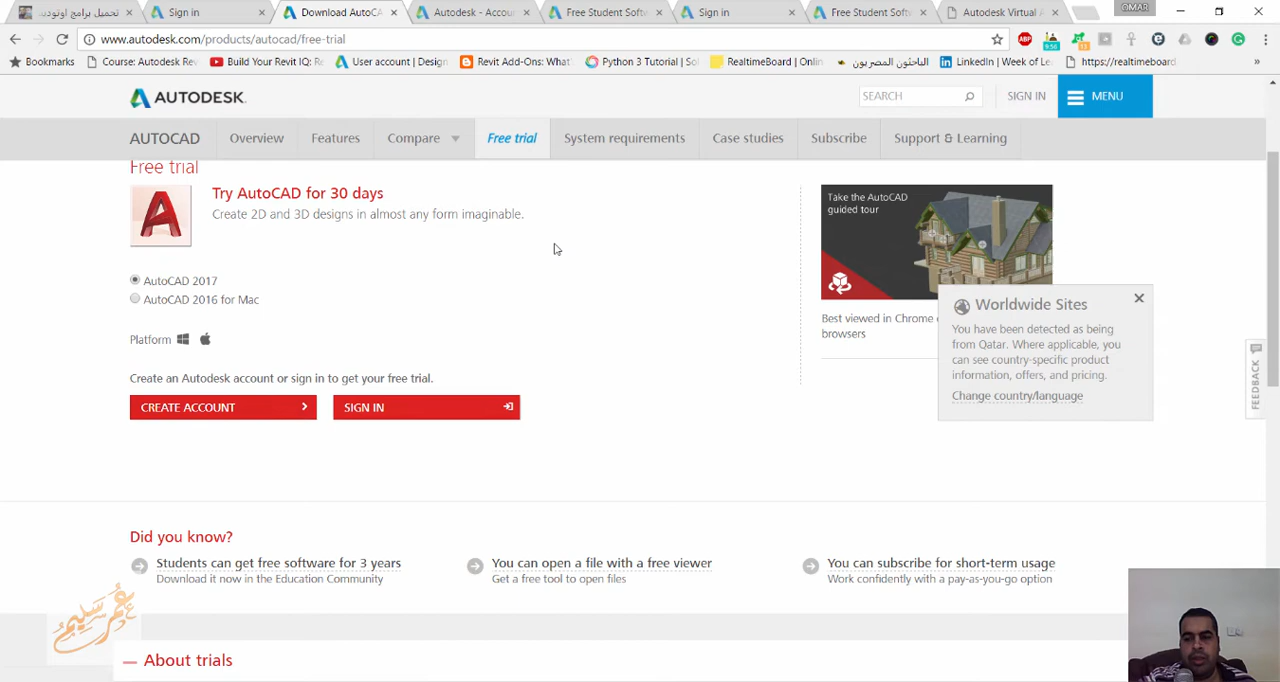 تحميل برامج اوتودي
Sign in
Download AutoCA
Autodesk - Accou
Free Student Softw
Sign in
Free Student Softw
Autodesk Virtual A
OMAR
www.autodesk.com/products/autocad/free-trial
ABP
9:56
Bookmarks
Course: Autodesk Rev
Build Your Revit IQ: Re
User account | Design
Revit Add-Ons: What'
Python 3 Tutorial | So
RealtimeBoard | Onlin
الباحثون المصريون
LinkedIn | Week of Le
https://realtimeboard
AUTODESK.
SEARCH
SIGN IN
MENU
AUTOCAD
Overview
Features
Compare
Free trial
System requirements
Case studies
Subscribe
Support & Learning
Free trial
Try AutoCAD for 30 days
Create 2D and 3D designs in almost any form imaginable.
Take the AutoCAD
guided tour
AutoCAD 2017
AutoCAD 2016 for Mac
Platform
Best viewed in Chrome
browsers
Worldwide Sites
You have been detected as being
from Qatar. Where applicable, you
can see country-specific product
information, offers, and pricing.
Change country/language
FEEDBACK
Create an Autodesk account or sign in to get your free trial.
CREATE ACCOUNT
SIGN IN
Did you know?
Students can get free software for 3 years
Download it now in the Education Community
You can open a file with a free viewer
Get a free tool to open files
You can subscribe for short-term usage
Work confidently with a pay-as-you-go option
عمر سليم
About trials